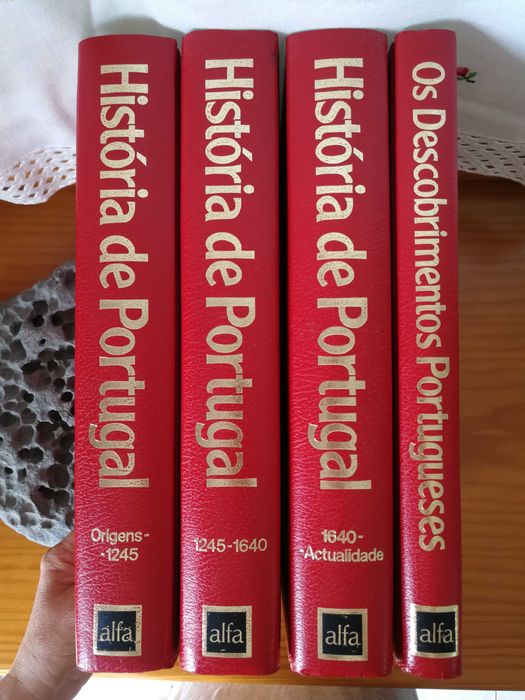 História de Portugal
Origens-
-1245
alfa
História de Portugal
1245-1640
alfa
História de Portugal
1640-
-Actualidade
alfa
Os Descobrimentos Portugueses
alfa